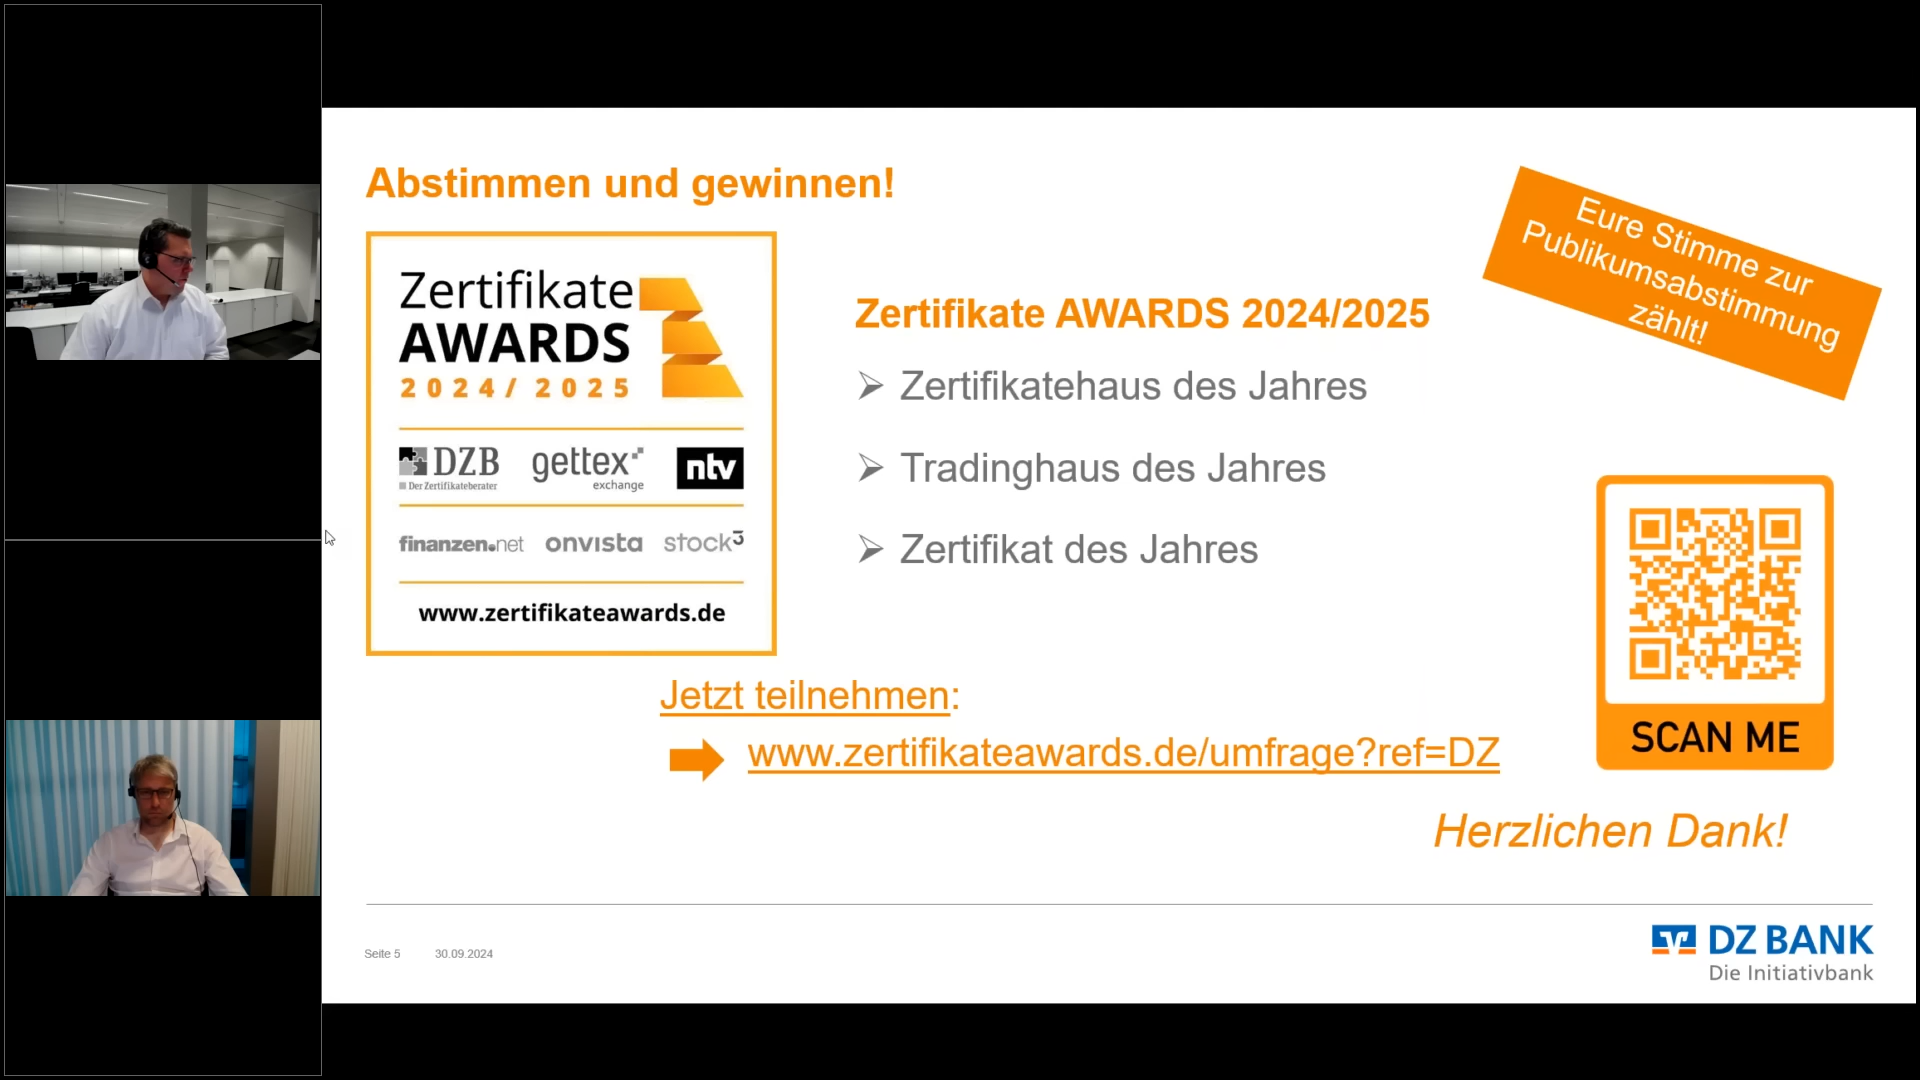 Abstimmen und gewinnen!
Eure Stimme zur
Publikumsabstimmung
zählt!
Zertifikate
AWARDS
2024/ 2025
DZB
Der Zertifikateberater
gettex
exchange
ntv
finanzen.net
onvista
stock3
www.zertifikateawards.de
Zertifikate AWARDS 2024/2025
Zertifikatehaus des Jahres
Tradinghaus des Jahres
Zertifikat des Jahres
SCAN ME
Jetzt teilnehmen:
www.zertifikateawards.de/umfrage?ref=DZ
Herzlichen Dank!
Seite 5
30.09.2024
DZ BANK
Die Initiativbank